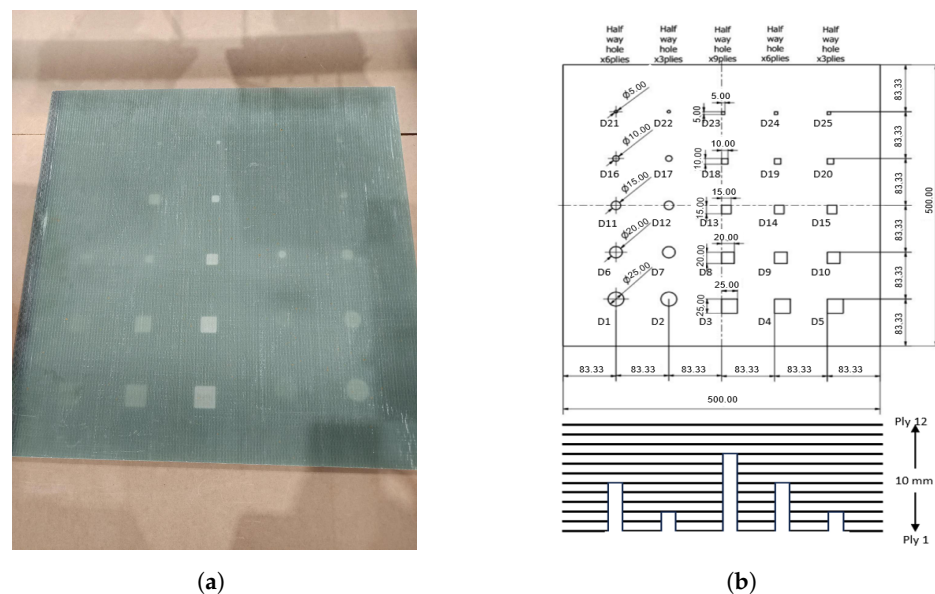 Half Half Half Half Half
way way way way way
hole hole hole hole hole
x6plies x3plies x9plies x6plies x3plies
Ø5.00
5.00
5.00
D21 D22 D23 D24 D25
83.33
Ø10.00
10.00
10.00
D16 D17 D18 D19 D20
83.33
Ø15.00
15.00
15.00
D11 D12 D13 D14 D15
83.33
500.00
Ø20.00
20.00
20.00
D6 D7 D8 D9 D10
83.33
Ø25.00
25.00
25.00
D1 D2 D3 D4 D5
83.33
83.33
83.33 83.33 83.33 83.33 83.33 83.33
500.00
Ply 12
10 mm
Ply 1
(a) (b)